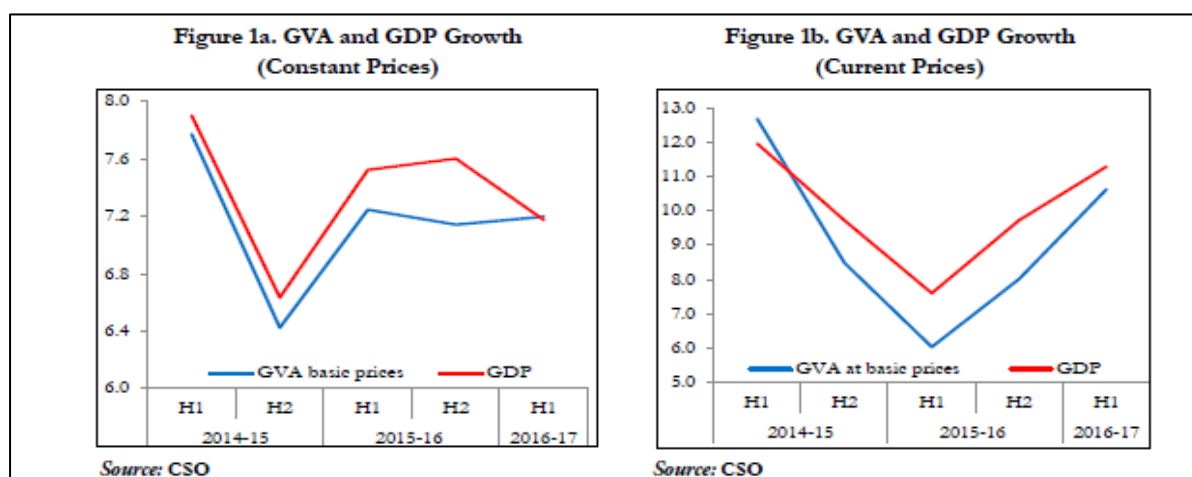 Figure 1a. GVA and GDP Growth
(Constant Prices)
8.0
7.6
7.2
6.8
6.4
6.0
GVA basic prices
GDP
H1 H2 H1 H2 H1
2014-15 2015-16 2016-17
Source: CSO
Figure 1b. GVA and GDP Growth
(Current Prices)
13.0
12.0
11.0
10.0
9.0
8.0
7.0
6.0
5.0
GVA at basic prices
GDP
H1 H2 H1 H2 H1
2014-15 2015-16 2016-17
Source: CSO